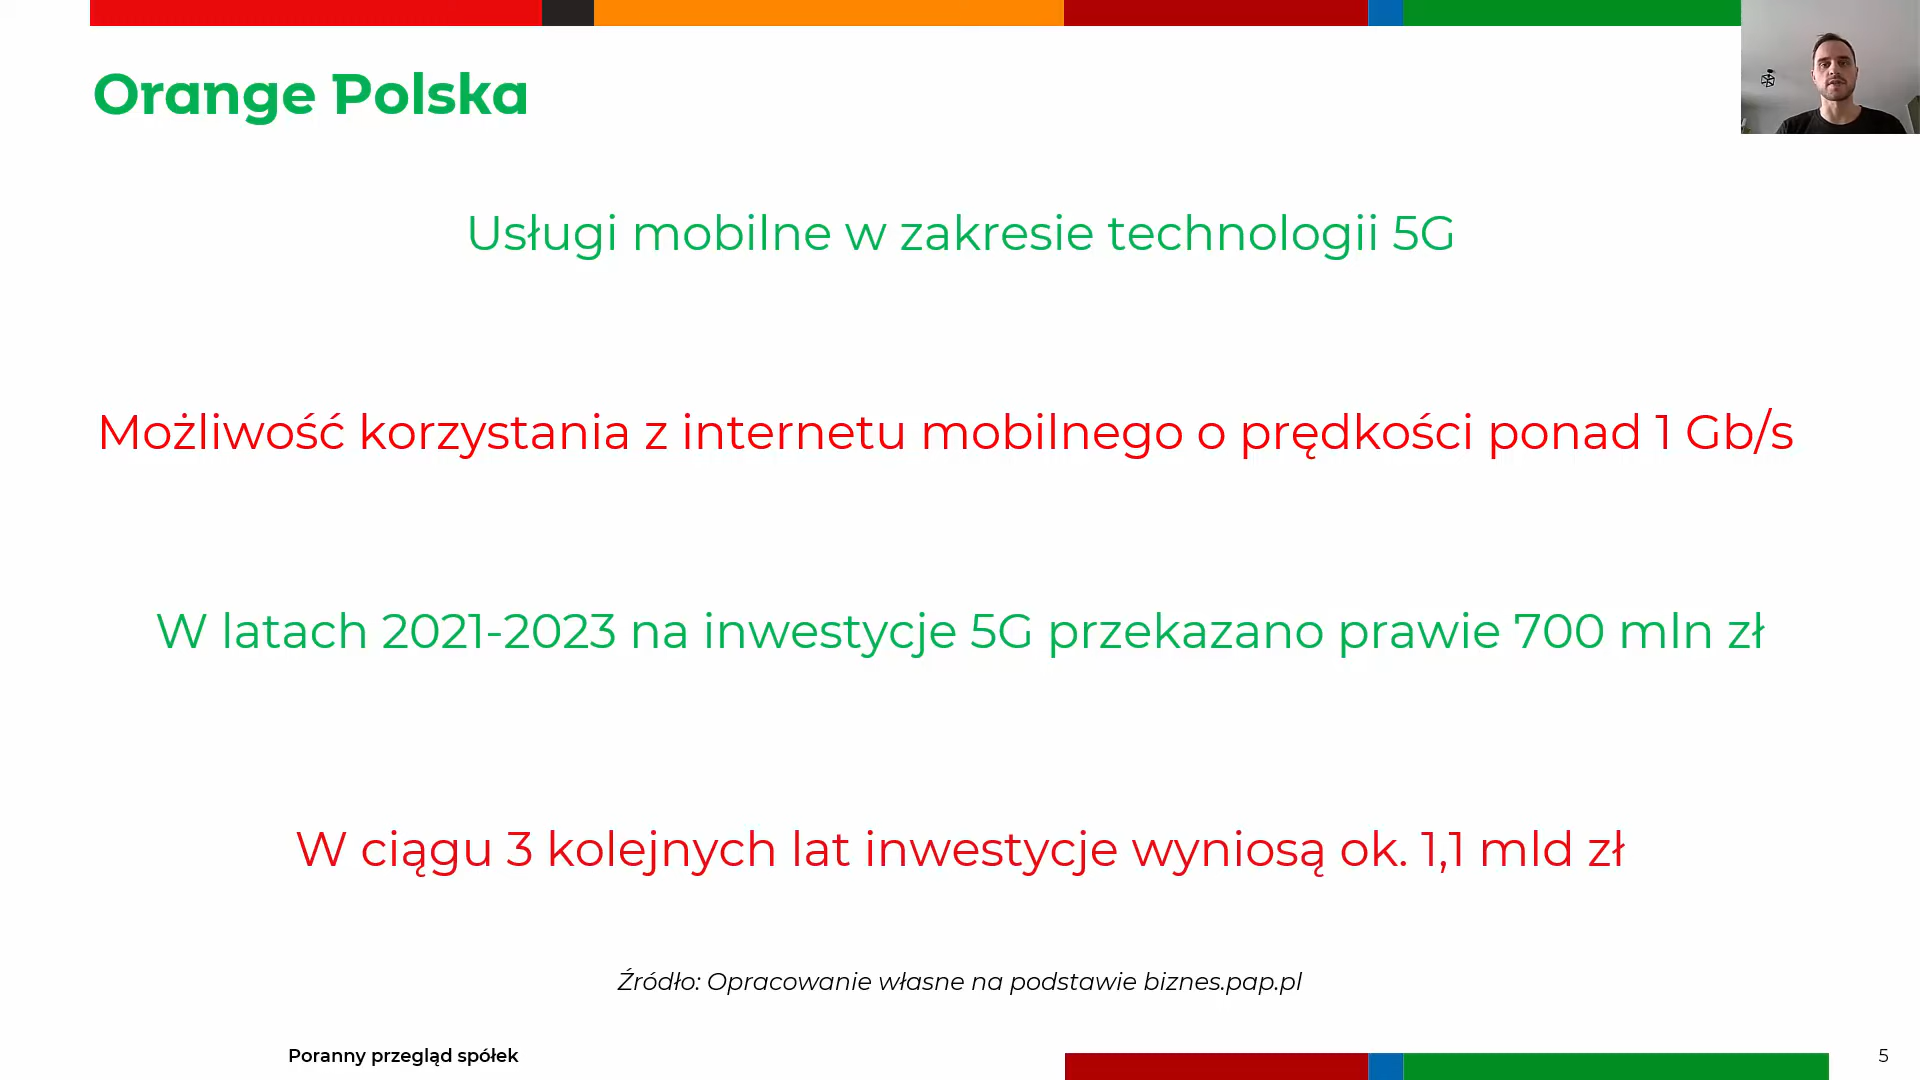 Orange Polska
Usługi mobilne w zakresie technologii 5G
Możliwość korzystania z internetu mobilnego o prędkości ponad 1 Gb/s
W latach 2021-2023 na inwestycje 5G przekazano prawie 700 mln zł
W ciągu 3 kolejnych lat inwestycje wyniosą ok. 1,1 mld zł
Źródło: Opracowanie własne na podstawie biznes.pap.pl
Poranny przegląd spółek
5